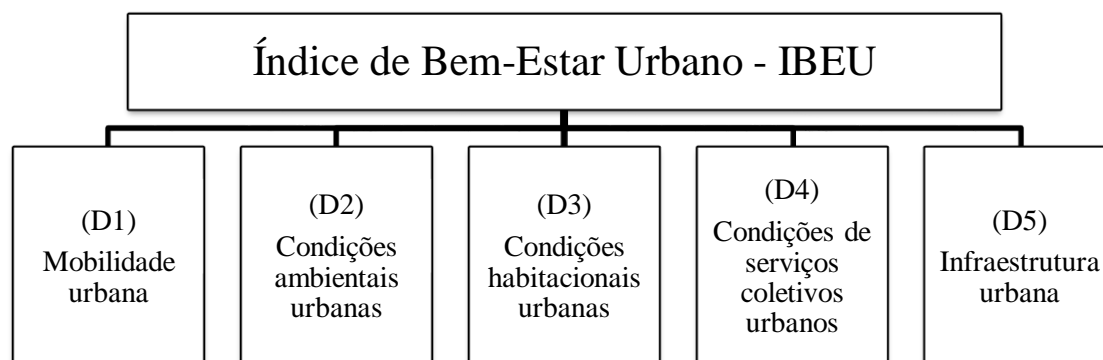 Índice de Bem-Estar Urbano - IBEU
(D1)
Mobilidade
urbana
(D2)
Condições
ambientais
urbanas
(D3)
Condições
habitacionais
urbanas
(D4)
Condições de
serviços
coletivos
urbanos
(D5)
Infraestrutura
urbana